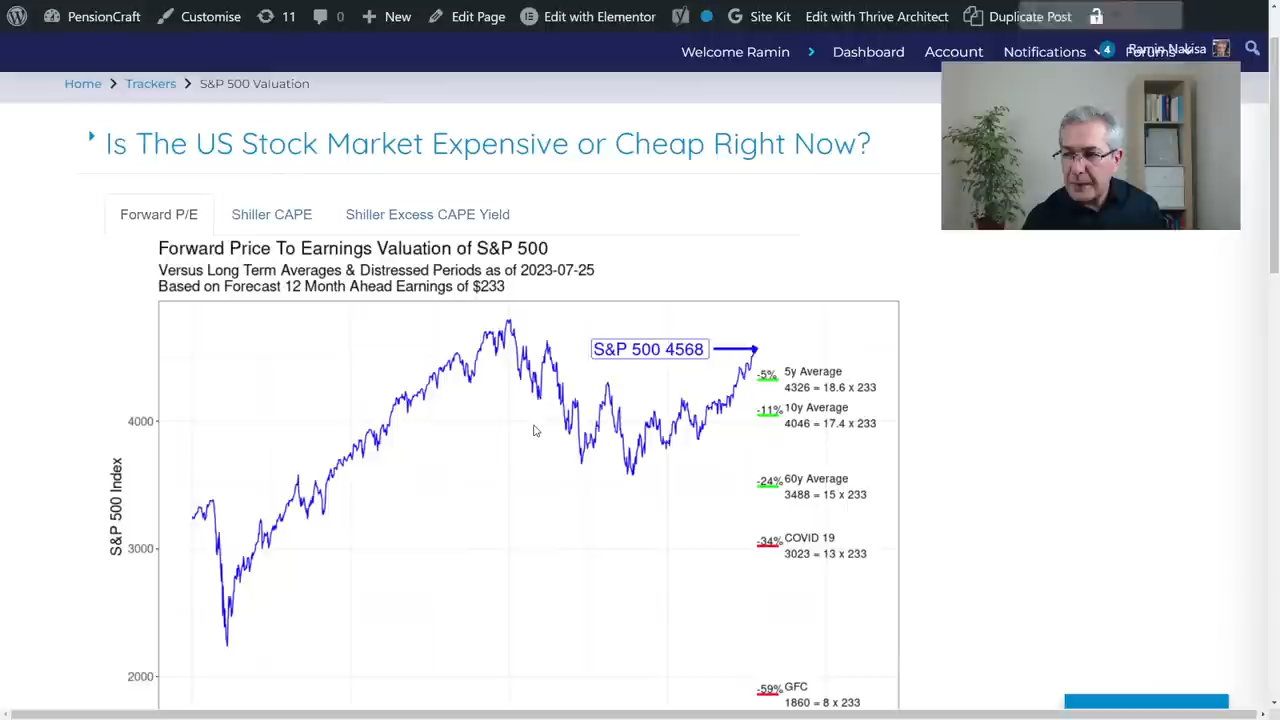 PensionCraft Customise 11 0 New Edit Page Edit with Elementor Site Kit Edit with Thrive Architect Duplicate Post
Welcome Ramin Dashboard Account Notifications 4 Forums Ramin Nakisa
Home Trackers S&P 500 Valuation
Is The US Stock Market Expensive or Cheap Right Now?
Forward P/E Shiller CAPE Shiller Excess CAPE Yield
Forward Price To Earnings Valuation of S&P 500
Versus Long Term Averages & Distressed Periods as of 2023-07-25
Based on Forecast 12 Month Ahead Earnings of $233
S&P 500 4568
-5% 5y Average
4326 = 18.6 x 233
-11% 10y Average
4046 = 17.4 x 233
4000
-24% 60y Average
3488 = 15 x 233
S&P 500 Index
-34% COVID 19
3023 = 13 x 233
3000
2000
-59% GFC
1860 = 8 x 233